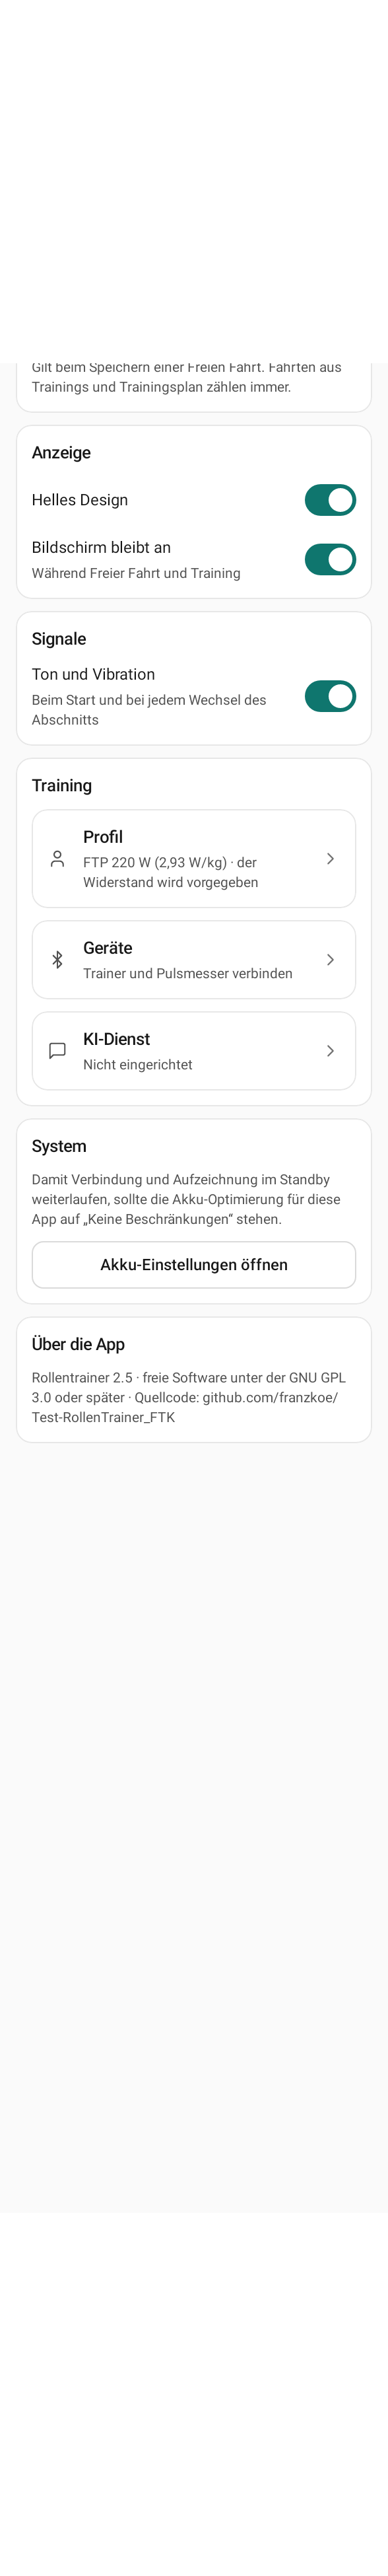 Gilt beim Speichern einer Freien Fahrt. Fahrten aus
Trainings und Trainingsplan zählen immer.
Anzeige
Helles Design
Bildschirm bleibt an
Während Freier Fahrt und Training
Signale
Ton und Vibration
Beim Start und bei jedem Wechsel des
Abschnitts
Training
Profil
FTP 220 W (2,93 W/kg) · der
Widerstand wird vorgegeben
Geräte
Trainer und Pulsmesser verbinden
KI-Dienst
Nicht eingerichtet
System
Damit Verbindung und Aufzeichnung im Standby
weiterlaufen, sollte die Akku-Optimierung für diese
App auf „Keine Beschränkungen“ stehen.
Akku-Einstellungen öffnen
Über die App
Rollentrainer 2.5 · freie Software unter der GNU GPL
3.0 oder später · Quellcode: github.com/franzkoe/
Test-RollenTrainer_FTK